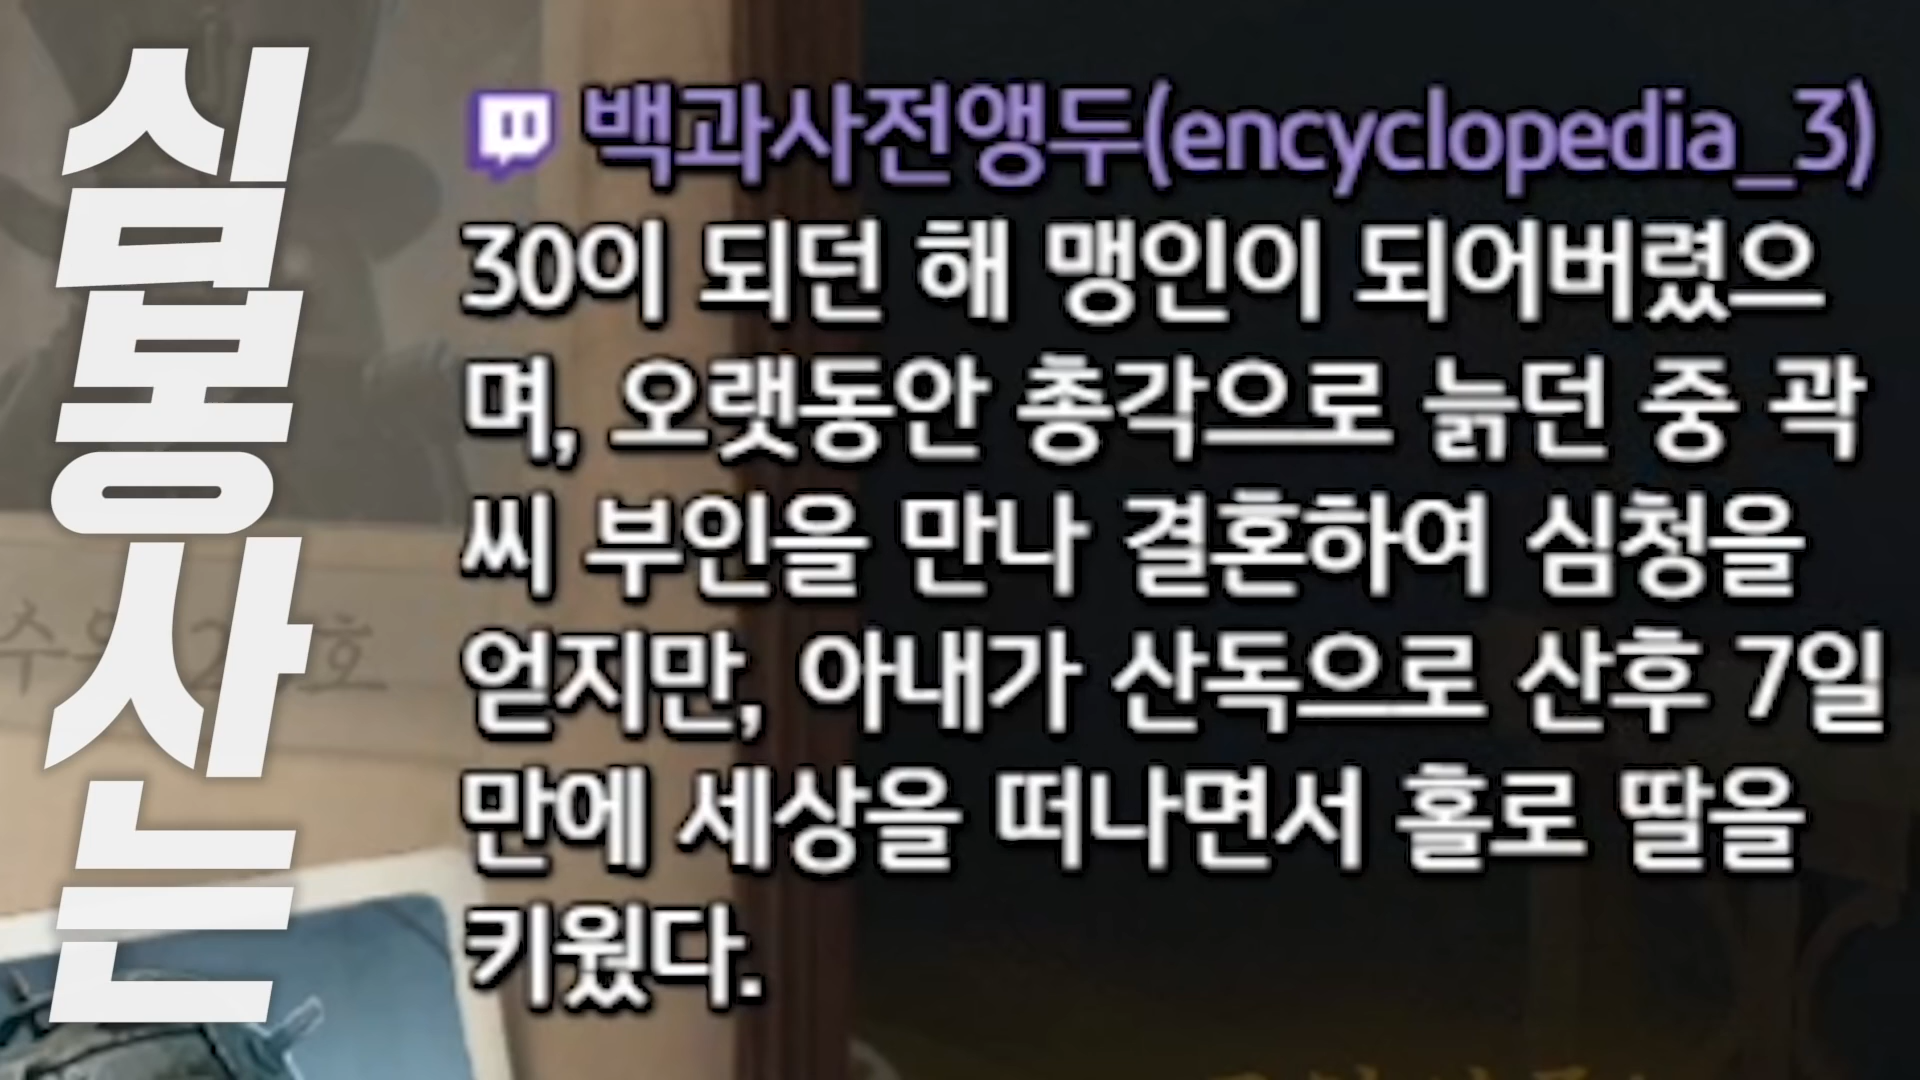 심봉사는
백과사전앵두(encyclopedia_3)
30이 되던 해 맹인이 되어버렸으
며, 오랫동안 총각으로 늙던 중 곽
씨 부인을 만나 결혼하여 심청을
얻지만, 아내가 산독으로 산후 7일
만에 세상을 떠나면서 홀로 딸을
키웠다.